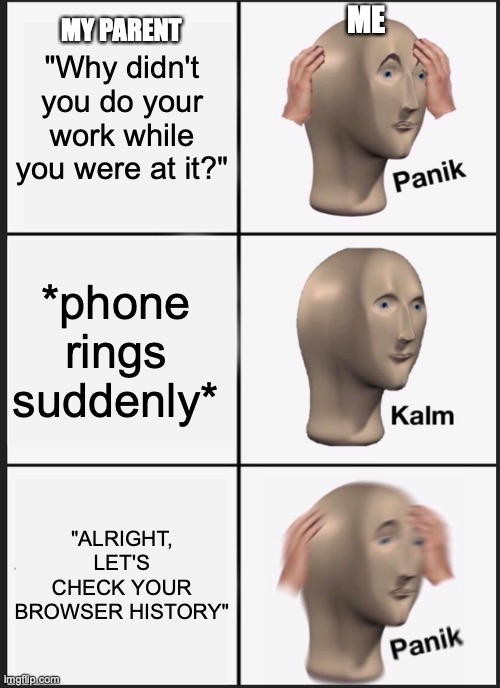 MY PARENT
ME
"Why didn't
you do your
work while
you were at it?"
Panik
*phone
rings
suddenly*
Kalm
"ALRIGHT,
LET'S
CHECK YOUR
BROWSER HISTORY"
Panik
imgflip.com